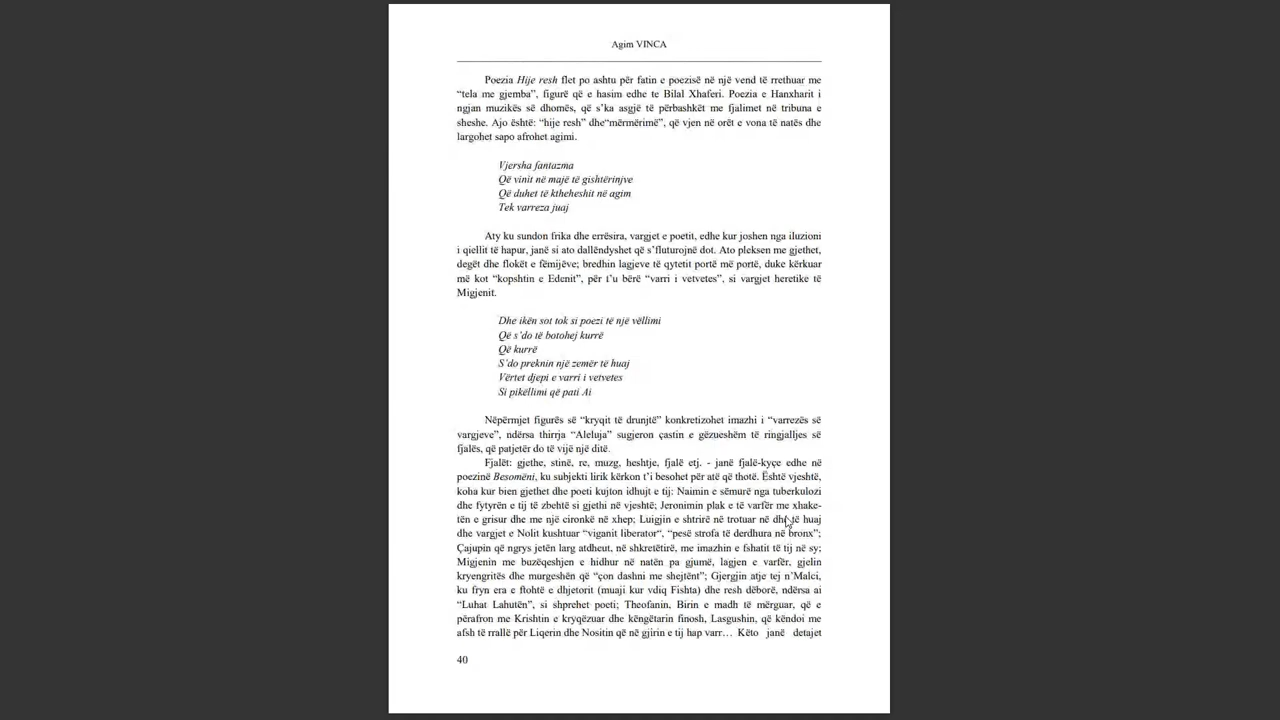 Agim VINCA
Poezia Hije resh flet po ashtu për fatin e poezisë në një vend të rrethuar me
“tela me gjemba”, figurë që e hasim edhe te Bilal Xhaferi. Poezia e Hanxharit i
ngjan muzikës së dhomës, që s’ka asgjë të përbashkët me fjalimet në tribuna e
sheshe. Ajo është: “hije resh” dhe“mërmërimë”, që vjen në orët e vona të natës dhe
largohet sapo afrohet agimi.
Vjersha fantazma
Që vinit në majë të gishtërinjve
Që duhet të ktheheshit në agim
Tek varreza juaj
Aty ku sundon frika dhe errësira, vargjet e poetit, edhe kur joshen nga iluzioni
i qiellit të hapur, janë si ato dallëndyshet që s’fluturojnë dot. Ato pleksen me gjethet,
degët dhe flokët e fëmijëve; bredhin lagjeve të qytetit portë më portë, duke kërkuar
më kot “kopshtin e Edenit”, për t’u bërë “varri i vetvetes”, si vargjet heretike të
Migjenit.
Dhe ikën sot tok si poezi të një vëllimi
Që s’do të botohej kurrë
Që kurrë
S’do preknin një zemër të huaj
Vërtet djepi e varri i vetvetes
Si pikëllimi që pati Ai
Nëpërmjet figurës së “kryqit të drunjtë” konkretizohet imazhi i “varrezës së
vargjeve”, ndërsa thirrja “Aleluja” sugjeron çastin e gëzueshëm të ringjalljes së
fjalës, që patjetër do të vijë një ditë.
Fjalët: gjethe, stinë, re, muzg, heshtje, fjalë etj. - janë fjalë-kyçe edhe në
poezinë Besomëni, ku subjekti lirik kërkon t’i besohet për atë që thotë. Është vjeshtë,
koha kur bien gjethet dhe poeti kujton idhujt e tij: Naimin e sëmurë nga tuberkulozi
dhe fytyrën e tij të zbehtë si gjethi në vjeshtë; Jeronimin plak e të varfër me xhake-
tën e grisur dhe me një cironkë në xhep; Luigjin e shtrirë në trotuar në dhe të huaj
dhe vargjet e Nolit kushtuar “viganit liberator“, “pesë strofa të derdhura në bronx”;
Çajupin që ngrys jetën larg atdheut, në shkretëtirë, me imazhin e fshatit të tij në sy;
Migjenin me buzëqeshjen e hidhur në natën pa gjumë, lagjen e varfër, gjelin
kryengritës dhe murgeshën që “çon dashni me shejtënt”; Gjergjin atje tej n’Malci,
ku fryn era e ftohtë e dhjetorit (muaji kur vdiq Fishta) dhe resh dëborë, ndërsa ai
“Luhat Lahutën”, si shprehet poeti; Theofanin, Birin e madh të mërguar, që e
përafron me Krishtin e kryqëzuar dhe këngëtarin finosh, Lasgushin, që këndoi me
afsh të rrallë për Liqerin dhe Nositin që në gjirin e tij hap varr… Këto janë detajet
40